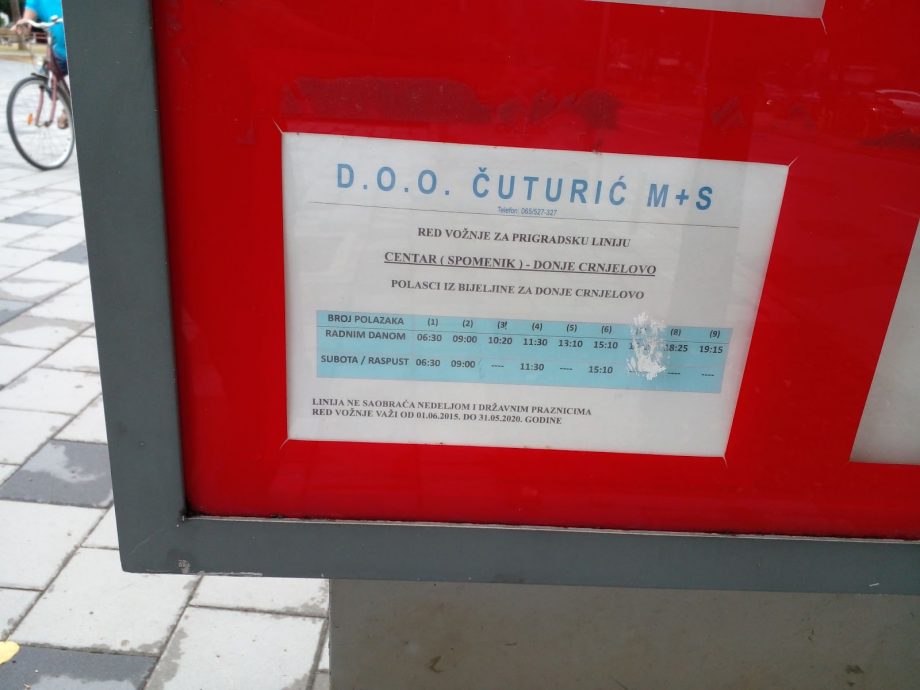 D.O.O. ČUTURIĆ M+S
Telefon: 065/527-327
RED VOŽNJE ZA PRIGRADSKU LINIJU
CENTAR ( SPOMENIK ) - DONJE CRNJELOVO
POLASCI IZ BIJELJINE ZA DONJE CRNJELOVO
BROJ POLAZAKA (1) (2) (3) (4) (5) (6) (8) (9)
RADNIM DANOM 06:30 09:00 10:20 11:30 13:10 15:10 18:25 19:15
SUBOTA / RASPUST 06:30 09:00 ---- 11:30 ---- 15:10 ---- ----
LINIJA NE SAOBRAĆA NEDELJOM I DRŽAVNIM PRAZNICIMA
RED VOŽNJE VAŽI OD 01.06.2015. DO 31.05.2020. GODINE